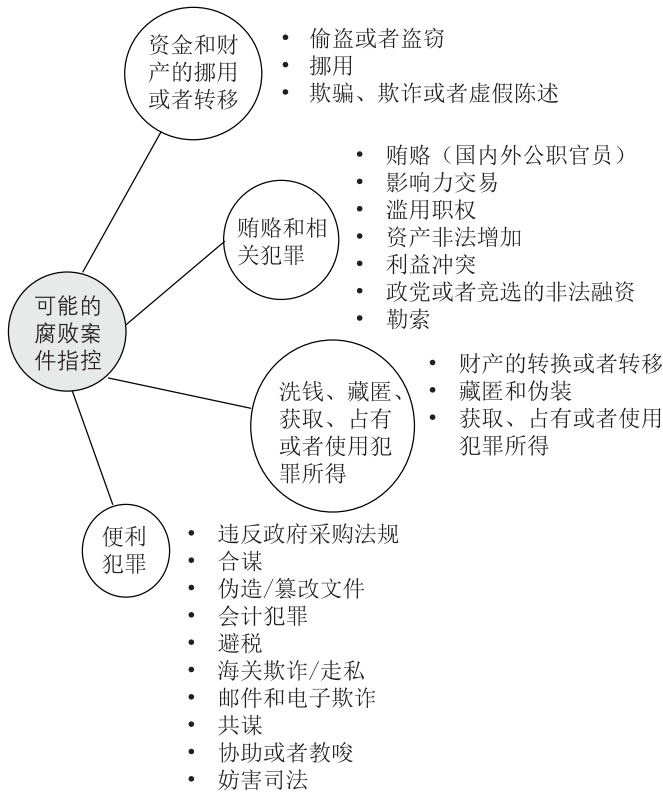 资金和财
产的挪用
或者转移
• 偷盗或者盗窃
• 挪用
• 欺骗、欺诈或者虚假陈述
贿赂和相
关犯罪
• 贿赂（国内外公职官员）
• 影响力交易
• 滥用职权
• 资产非法增加
• 利益冲突
• 政党或者竞选的非法融资
• 勒索
可能的
腐败案
件指控
洗钱、藏匿、
获取、占有
或者使用犯
罪所得
• 财产的转换或者转移
• 藏匿和伪装
• 获取、占有或者使用
犯罪所得
便利
犯罪
• 违反政府采购法规
• 合谋
• 伪造/篡改文件
• 会计犯罪
• 避税
• 海关欺诈/走私
• 邮件和电子欺诈
• 共谋
• 协助或者教唆
• 妨害司法